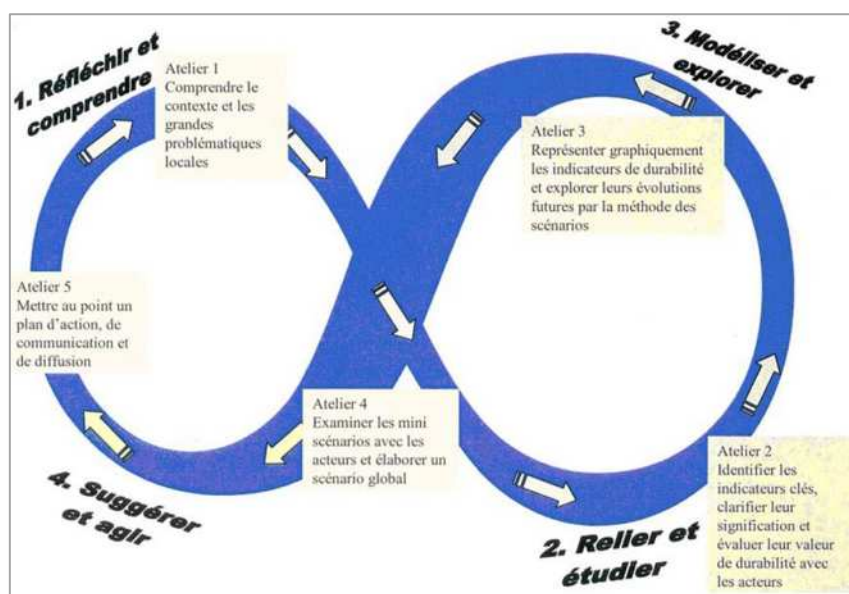 1. Réfléchir et
comprendre
Atelier 1
Comprendre le
contexte et les
grandes
problématiques
locales
2. Relier et
étudier
Atelier 2
Identifier les
indicateurs clés,
clarifier leur
signification et
évaluer leur valeur
de durabilité avec
les acteurs
3. Modéliser et
explorer
Atelier 3
Représenter graphiquement
les indicateurs de durabilité
et explorer leurs évolutions
futures par la méthode des
scénarios
4. Suggérer
et agir
Atelier 4
Examiner les mini
scénarios avec les
acteurs et élaborer un
scénario global
Atelier 5
Mettre au point un
plan d'action, de
communication et
de diffusion